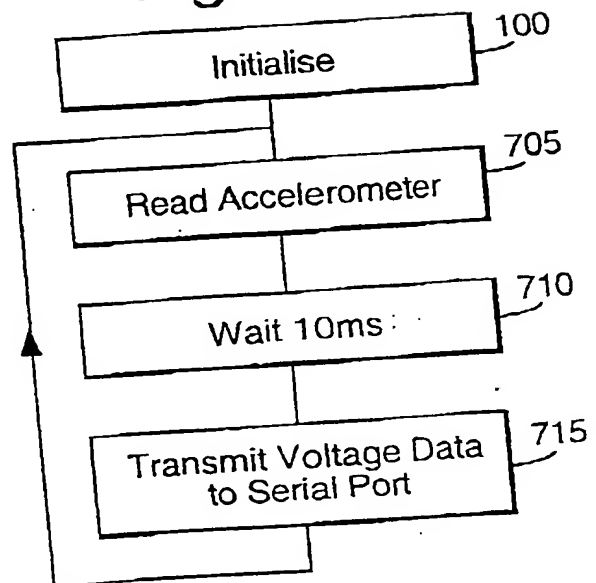 100
Initialise
705
Read Accelerometer
710
Wait 10ms
715
Transmit Voltage Data
to Serial Port